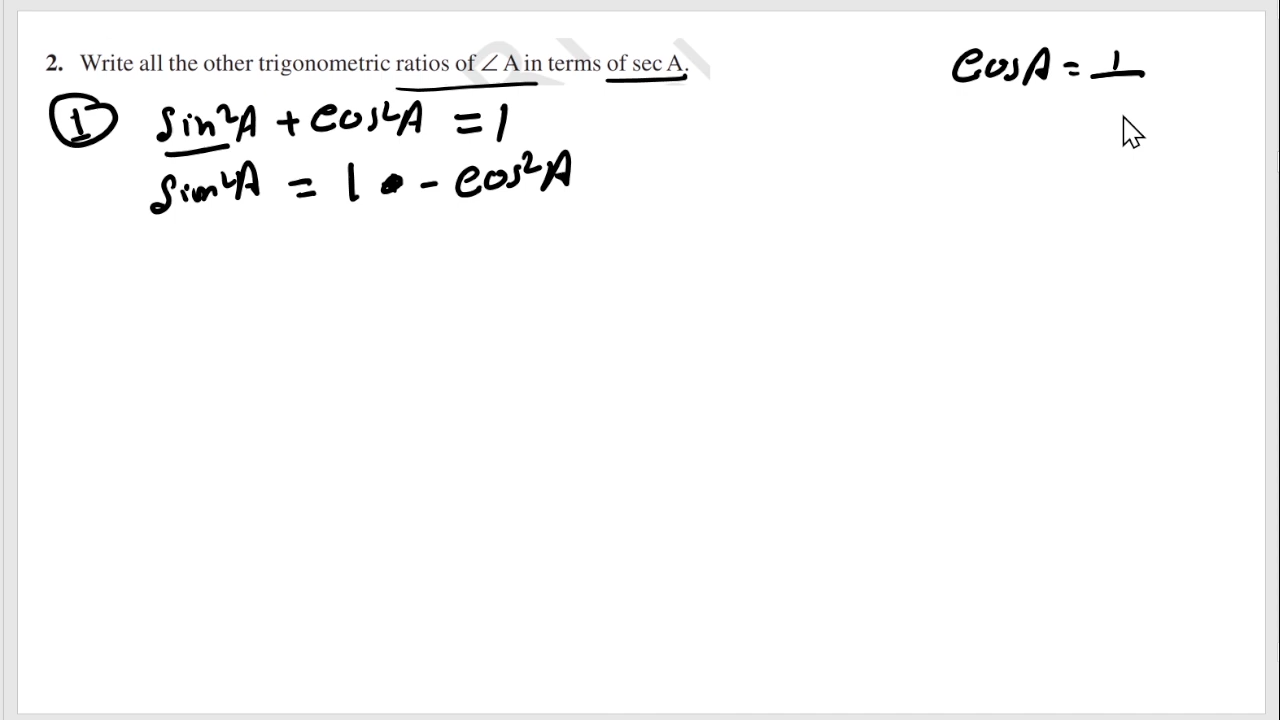 2. Write all the other trigonometric ratios of ∠ A in terms of sec A.
cosA = 1
① sin²A + cos²A = 1
sin²A = 1 - cos²A